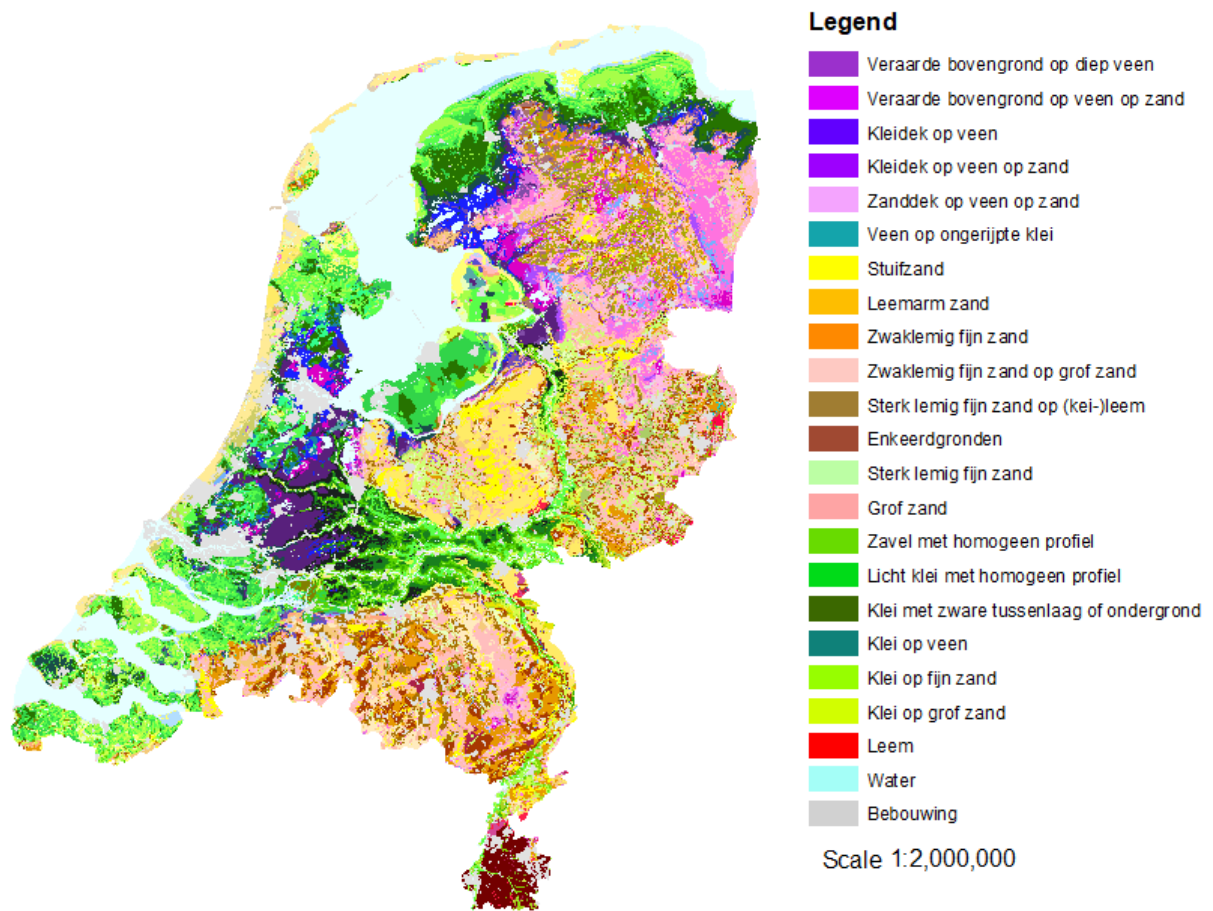 Legend
Veraarde bovengrond op diep veen
Veraarde bovengrond op veen op zand
Kleidek op veen
Kleidek op veen op zand
Zanddek op veen op zand
Veen op ongerijpte klei
Stuifzand
Leemarm zand
Zwaklemig fijn zand
Zwaklemig fijn zand op grof zand
Sterk lemig fijn zand op (kei-)leem
Enkeerdgronden
Sterk lemig fijn zand
Grof zand
Zavel met homogeen profiel
Licht klei met homogeen profiel
Klei met zware tussenlaag of ondergrond
Klei op veen
Klei op fijn zand
Klei op grof zand
Leem
Water
Bebouwing
Scale 1:2,000,000